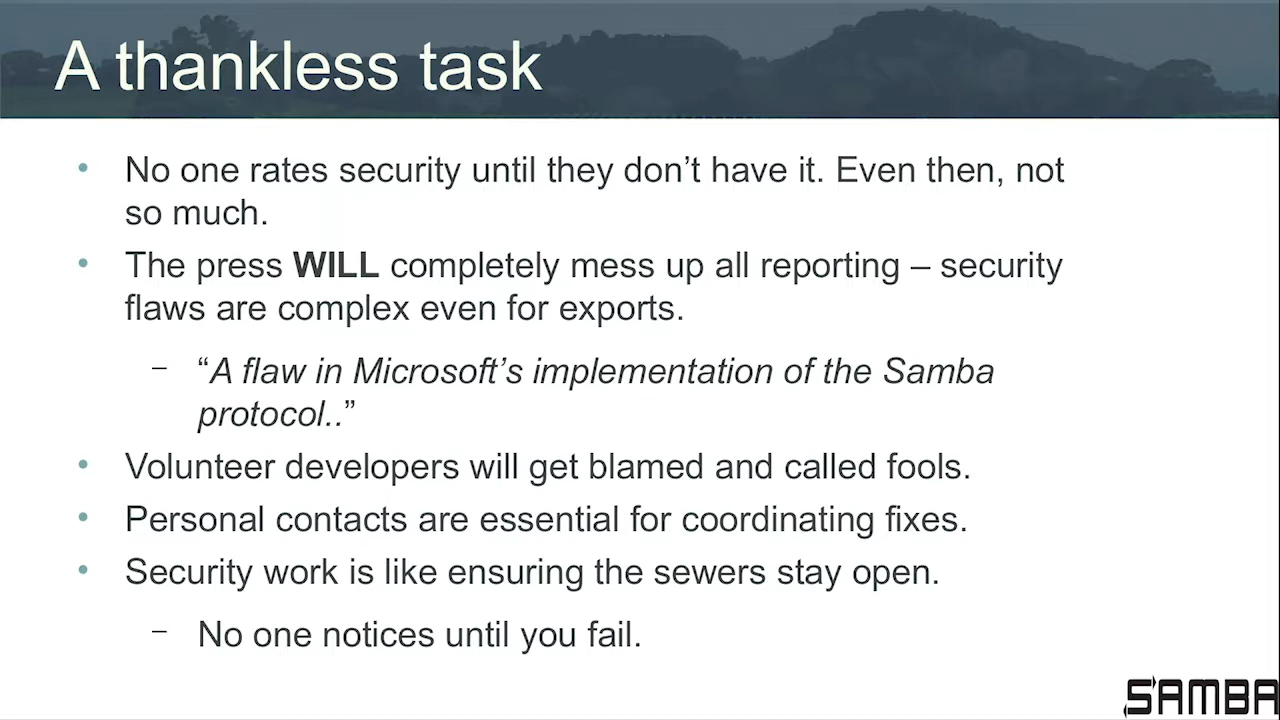 A thankless task
• No one rates security until they don’t have it. Even then, not
so much.
• The press WILL completely mess up all reporting – security
flaws are complex even for exports.
– “A flaw in Microsoft’s implementation of the Samba
protocol..”
• Volunteer developers will get blamed and called fools.
• Personal contacts are essential for coordinating fixes.
• Security work is like ensuring the sewers stay open.
– No one notices until you fail.
SAMBA